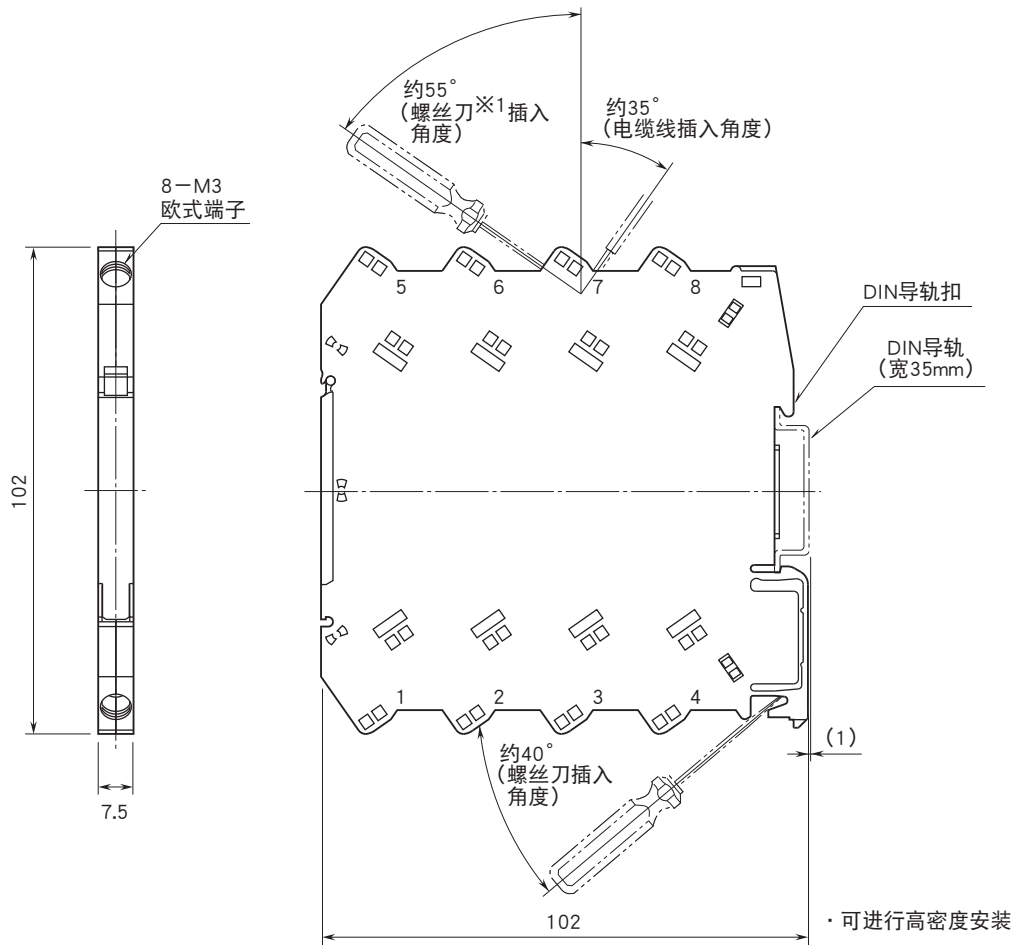 约55°
(螺丝刀※1插入
角度)
约35°
(电缆线插入角度)
8－M3
欧式端子
5
6
7
8
DIN导轨扣
DIN导轨
(宽35mm)
102
1
2
3
4
(1)
约40°
(螺丝刀插入
角度)
7.5
102
・可进行高密度安装